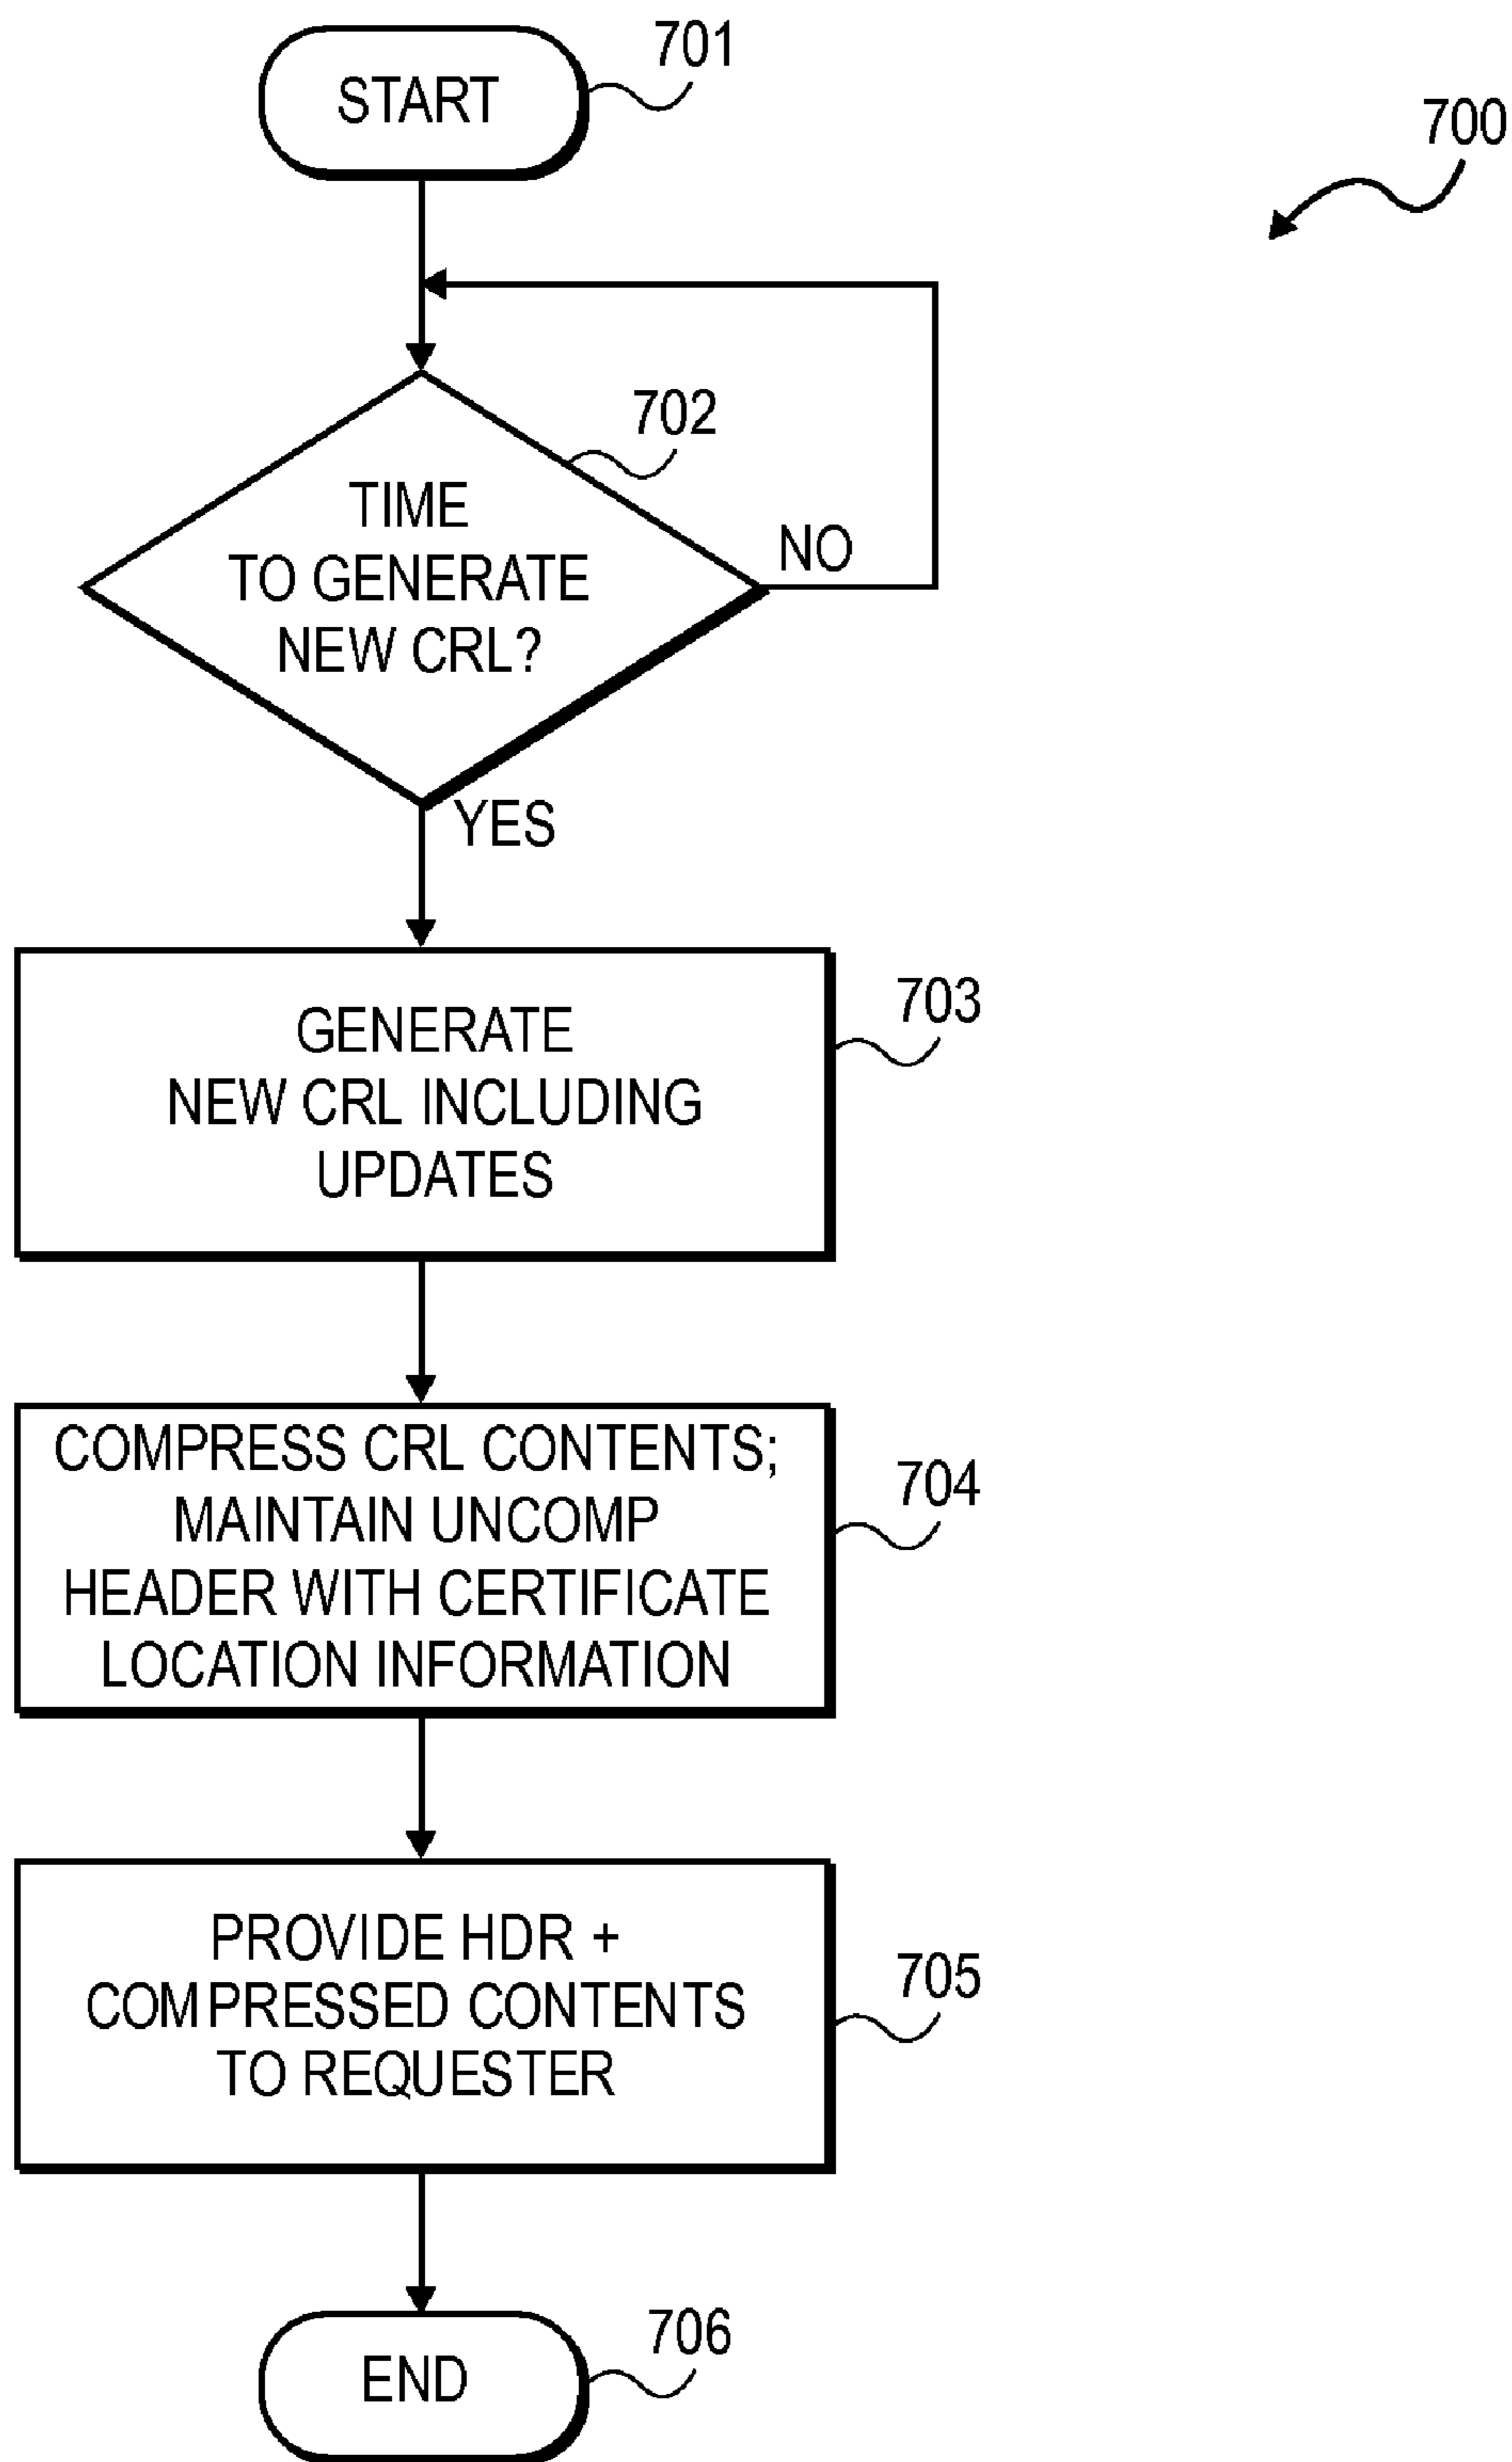 701
START
700
702
TIME
TO GENERATE
NEW CRL?
NO
YES
703
GENERATE
NEW CRL INCLUDING
UPDATES
COMPRESS CRL CONTENTS;
MAINTAIN UNCOMP
HEADER WITH CERTIFICATE
LOCATION INFORMATION
704
PROVIDE HDR +
COMPRESSED CONTENTS
TO REQUESTER
705
706
END